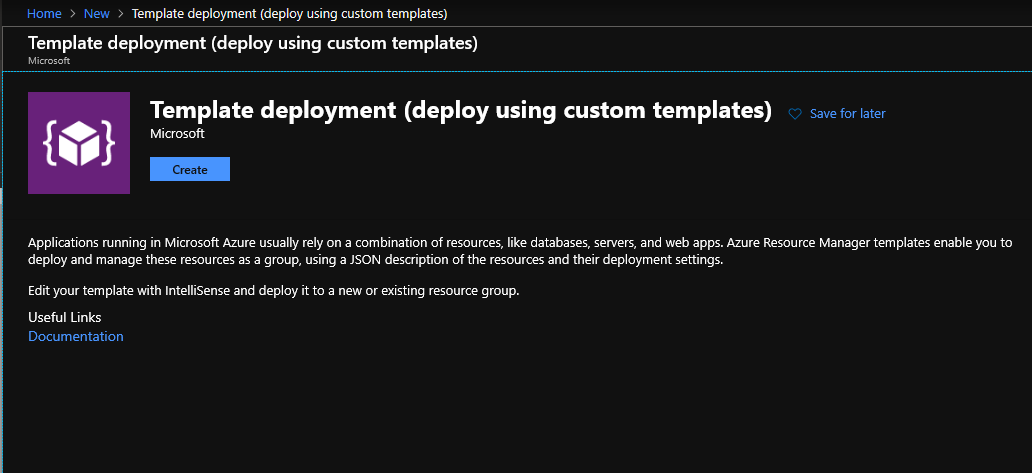 Home > New > Template deployment (deploy using custom templates)
Template deployment (deploy using custom templates)
Microsoft
Template deployment (deploy using custom templates)
Save for later
Microsoft
Create
Applications running in Microsoft Azure usually rely on a combination of resources, like databases, servers, and web apps. Azure Resource Manager templates enable you to
deploy and manage these resources as a group, using a JSON description of the resources and their deployment settings.
Edit your template with IntelliSense and deploy it to a new or existing resource group.
Useful Links
Documentation